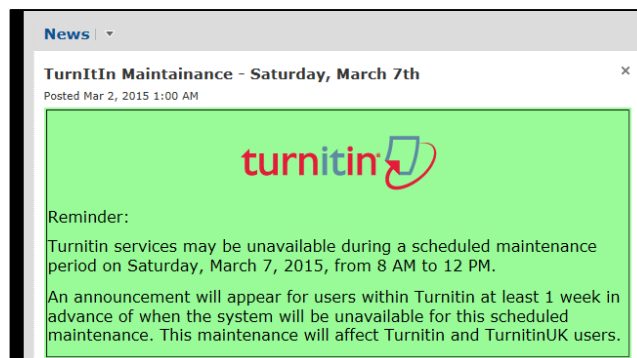 News
TurnItIn Maintainance - Saturday, March 7th
Posted Mar 2, 2015 1:00 AM
turnitin
Reminder:
Turnitin services may be unavailable during a scheduled maintenance
period on Saturday, March 7, 2015, from 8 AM to 12 PM.
An announcement will appear for users within Turnitin at least 1 week in
advance of when the system will be unavailable for this scheduled
maintenance. This maintenance will affect Turnitin and TurnitinUK users.